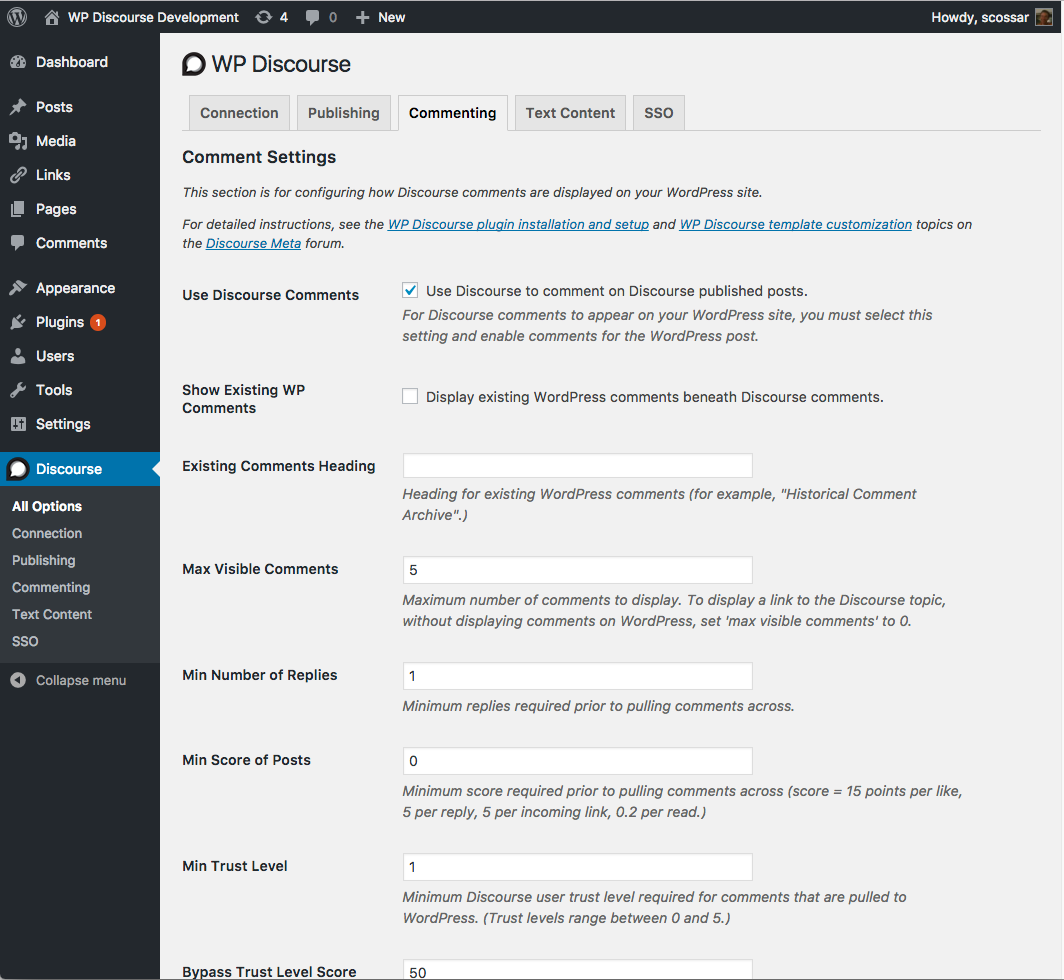 WP Discourse Development 4 0 New Howdy, scossar
Dashboard
Posts
Media
Links
Pages
Comments
Appearance
Plugins 1
Users
Tools
Settings
Discourse
All Options
Connection
Publishing
Commenting
Text Content
SSO
Collapse menu
WP Discourse
Connection Publishing Commenting Text Content SSO
Comment Settings
This section is for configuring how Discourse comments are displayed on your WordPress site.
For detailed instructions, see the WP Discourse plugin installation and setup and WP Discourse template customization topics on
the Discourse Meta forum.
Use Discourse Comments
Use Discourse to comment on Discourse published posts.
For Discourse comments to appear on your WordPress site, you must select this
setting and enable comments for the WordPress post.
Show Existing WP
Comments
Display existing WordPress comments beneath Discourse comments.
Existing Comments Heading
Heading for existing WordPress comments (for example, "Historical Comment
Archive".)
Max Visible Comments
5
Maximum number of comments to display. To display a link to the Discourse topic,
without displaying comments on WordPress, set 'max visible comments' to 0.
Min Number of Replies
1
Minimum replies required prior to pulling comments across.
Min Score of Posts
0
Minimum score required prior to pulling comments across (score = 15 points per like,
5 per reply, 5 per incoming link, 0.2 per read.)
Min Trust Level
1
Minimum Discourse user trust level required for comments that are pulled to
WordPress. (Trust levels range between 0 and 5.)
Bypass Trust Level Score
50